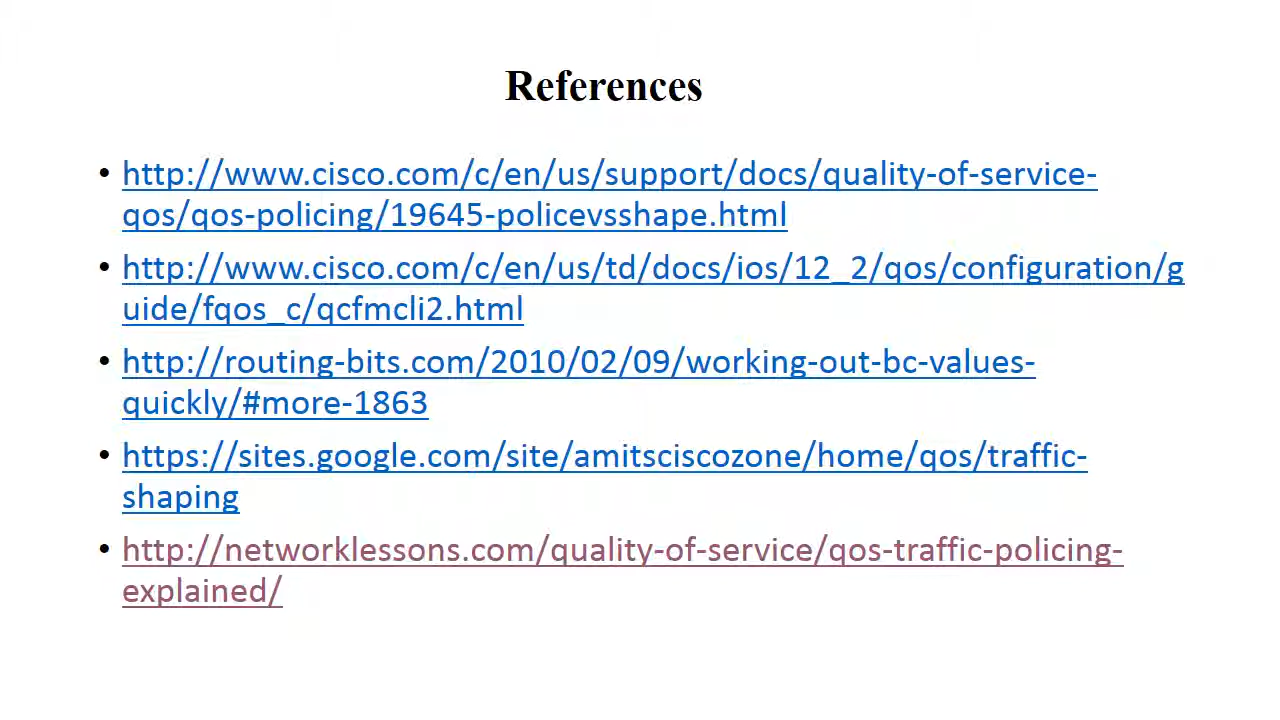 References
• http://www.cisco.com/c/en/us/support/docs/quality-of-service-
qos/qos-policing/19645-policevsshape.html
• http://www.cisco.com/c/en/us/td/docs/ios/12_2/qos/configuration/g
uide/fqos_c/qcfmcli2.html
• http://routing-bits.com/2010/02/09/working-out-bc-values-
quickly/#more-1863
• https://sites.google.com/site/amitsciscozone/home/qos/traffic-
shaping
• http://networklessons.com/quality-of-service/qos-traffic-policing-
explained/